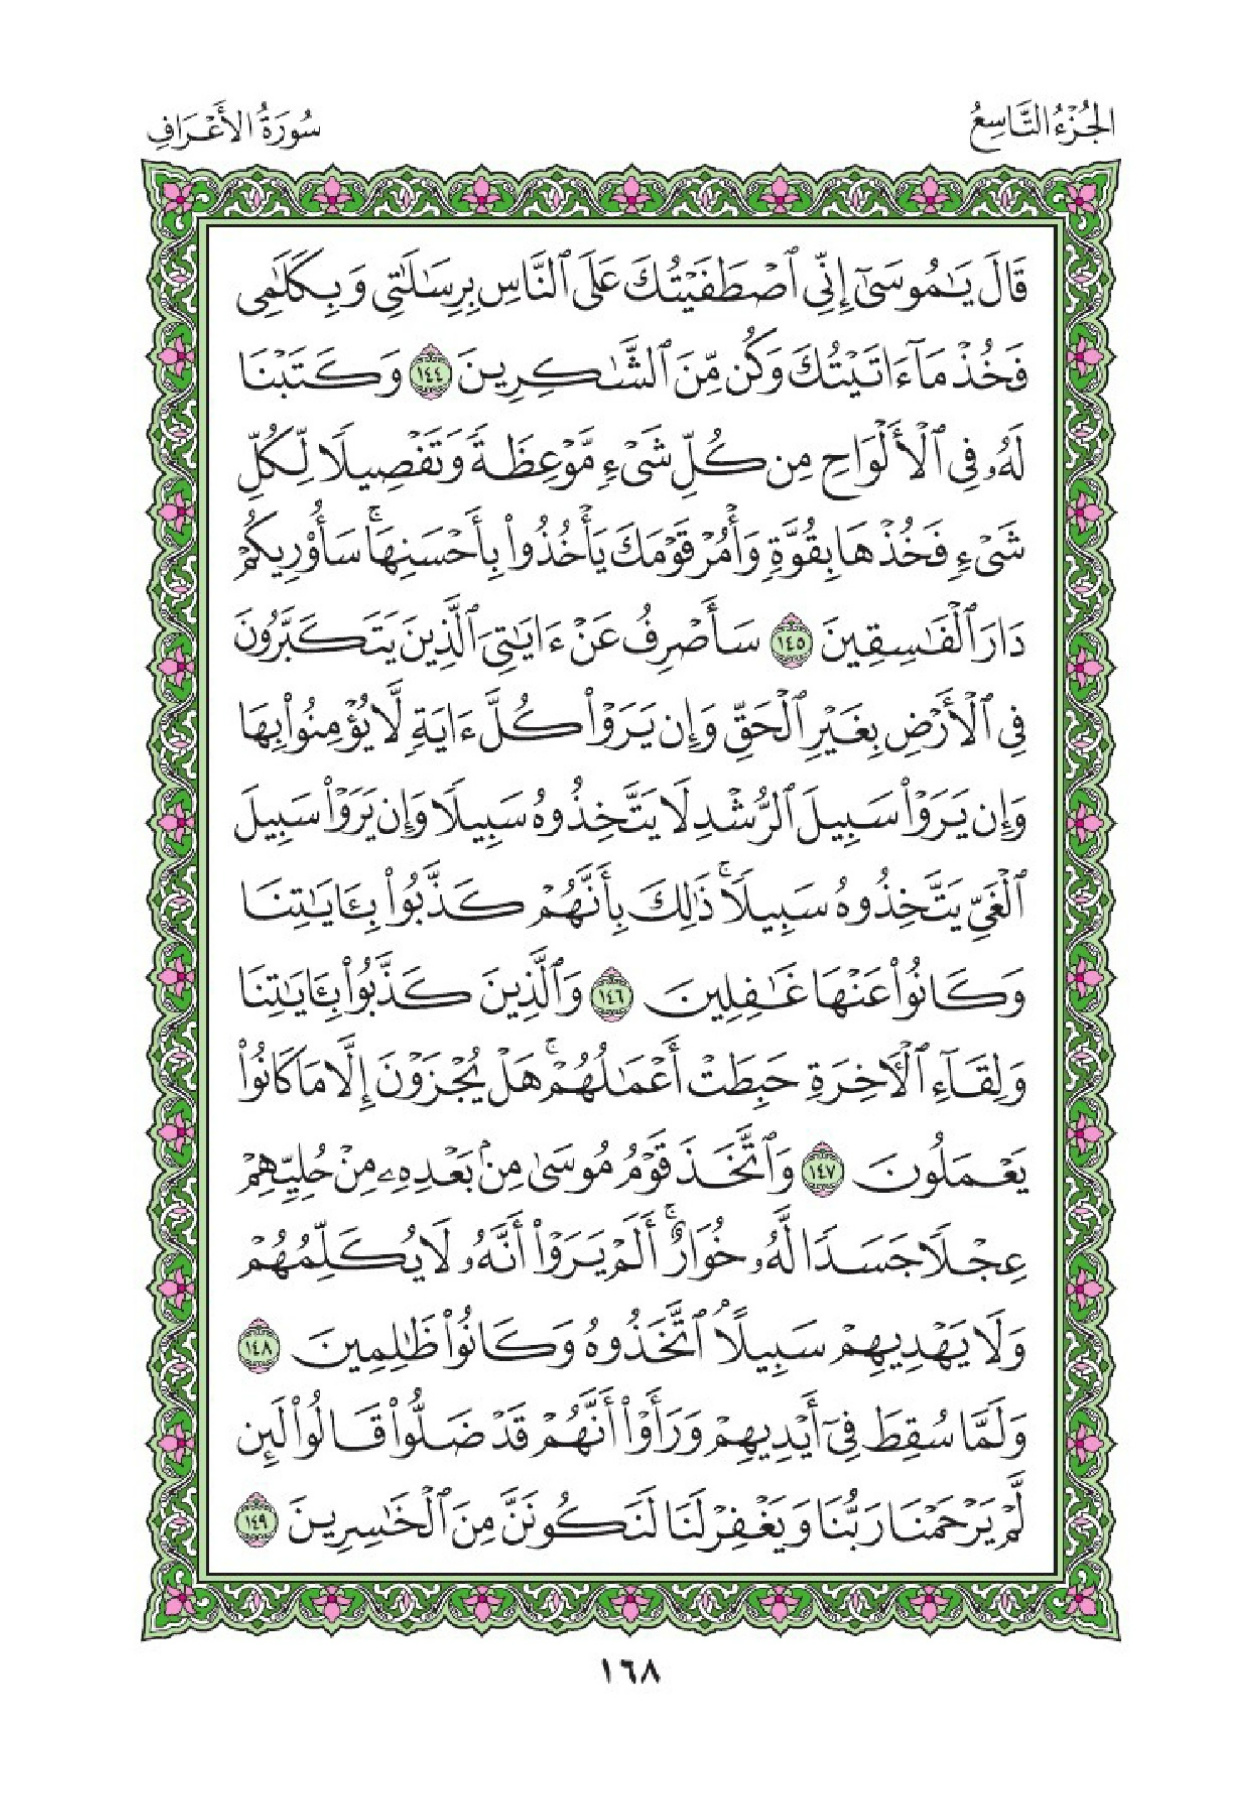 الجُزْءُ التَّاسِعُ
سُورَةُ الأَعْرَافِ
قَالَ يَٰمُوسَىٰٓ إِنِّي ٱصۡطَفَيۡتُكَ عَلَى ٱلنَّاسِ بِرِسَٰلَٰتِي وَبِكَلَٰمِي
فَخُذۡ مَآ ءَاتَيۡتُكَ وَكُن مِّنَ ٱلشَّٰكِرِينَ ١٤٤ وَكَتَبۡنَا
لَهُۥ فِي ٱلۡأَلۡوَاحِ مِن كُلِّ شَيۡءٖ مَّوۡعِظَةٗ وَتَفۡصِيلٗا لِّكُلِّ
شَيۡءٖ فَخُذۡهَا بِقُوَّةٖ وَأۡمُرۡ قَوۡمَكَ يَأۡخُذُواْ بِأَحۡسَنِهَاۚ سَأُوْرِيكُمۡ
دَارَ ٱلۡفَٰسِقِينَ ١٤٥ سَأَصۡرِفُ عَنۡ ءَايَٰتِيَ ٱلَّذِينَ يَتَكَبَّرُونَ
فِي ٱلۡأَرۡضِ بِغَيۡرِ ٱلۡحَقِّ وَإِن يَرَوۡاْ كُلَّ ءَايَةٖ لَّا يُؤۡمِنُواْ بِهَا
وَإِن يَرَوۡاْ سَبِيلَ ٱلرُّشۡدِ لَا يَتَّخِذُوهُ سَبِيلٗا وَإِن يَرَوۡاْ سَبِيلَ
ٱلۡغَيِّ يَتَّخِذُوهُ سَبِيلٗاۚ ذَٰلِكَ بِأَنَّهُمۡ كَذَّبُواْ بِـَٔايَٰتِنَا
وَكَانُواْ عَنۡهَا غَٰفِلِينَ ١٤٦ وَٱلَّذِينَ كَذَّبُواْ بِـَٔايَٰتِنَا
وَلِقَآءِ ٱلۡأٓخِرَةِ حَبِطَتۡ أَعۡمَٰلُهُمۡۚ هَلۡ يُجۡزَوۡنَ إِلَّا مَا كَانُواْ
يَعۡمَلُونَ ١٤٧ وَٱتَّخَذَ قَوۡمُ مُوسَىٰ مِنۢ بَعۡدِهِۦ مِنۡ حُلِيِّهِمۡ
عِجۡلٗا جَسَدٗا لَّهُۥ خُوَارٌۚ أَلَمۡ يَرَوۡاْ أَنَّهُۥ لَا يُكَلِّمُهُمۡ
وَلَا يَهۡدِيهِمۡ سَبِيلًاۘ ٱتَّخَذُوهُ وَكَانُواْ ظَٰلِمِينَ ١٤٨
وَلَمَّا سُقِطَ فِيٓ أَيۡدِيهِمۡ وَرَأَوۡاْ أَنَّهُمۡ قَدۡ ضَلُّواْ قَالُواْ لَئِن
لَّمۡ يَرۡحَمۡنَا رَبُّنَا وَيَغۡفِرۡ لَنَا لَنَكُونَنَّ مِنَ ٱلۡخَٰسِرِينَ ١٤٩
١٦٨